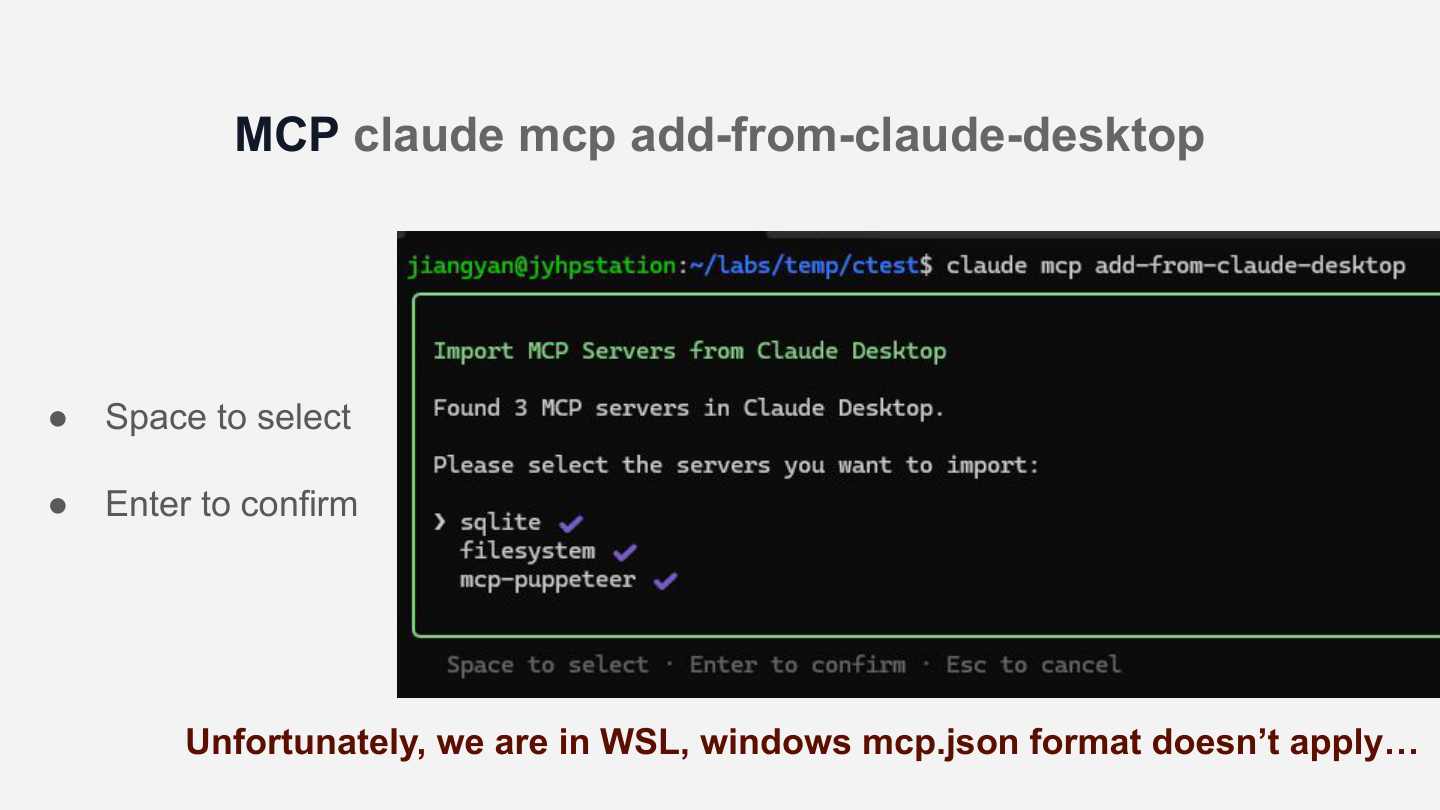 MCP claude mcp add-from-claude-desktop
● Space to select
● Enter to confirm
jiangyan@jyhpstation:~/labs/temp/ctest$ claude mcp add-from-claude-desktop
Import MCP Servers from Claude Desktop
Found 3 MCP servers in Claude Desktop.
Please select the servers you want to import:
❯ sqlite ✔
filesystem ✔
mcp-puppeteer ✔
Space to select · Enter to confirm · Esc to cancel
Unfortunately, we are in WSL, windows mcp.json format doesn’t apply…